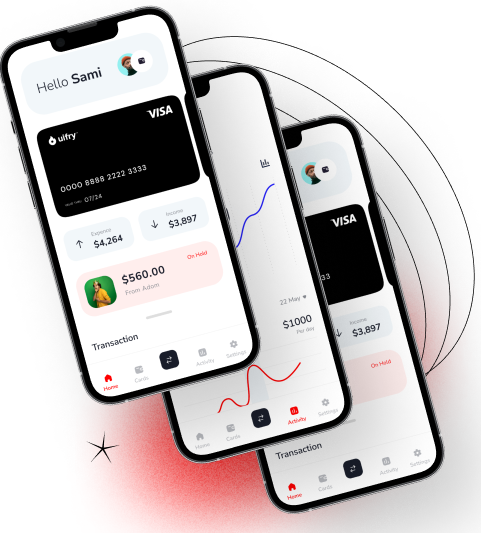 Hello Sami
uifry
VISA
0000 8888 2222 3333
07/24
Expense
$4,264
Income
$3,897
On Hold
$560.00
From Adom
Transaction
Home
Cards
Activity
Settings
22 May
$1000
Per day
Home
Cards
Activity
Settings
VISA
33
Income
$3,897
On Hold
Transaction
Home
Cards
Activity
Settings